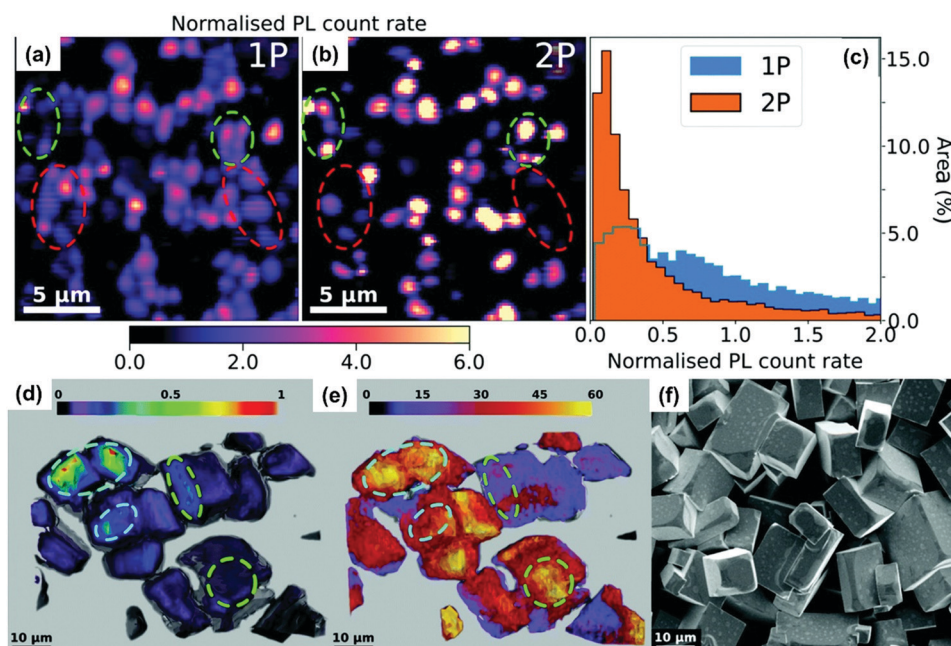 Normalised PL count rate
(a)
1P
(b)
2P
(c)
1P
2P
15.0
10.0
5.0
0.0
Area (%)
0.0
0.5
1.0
1.5
2.0
Normalised PL count rate
5 µm
5 µm
0.0
2.0
4.0
6.0
(d)
0
0.5
1
(e)
0
15
30
45
60
(f)
10 µm
10 µm
10 µm